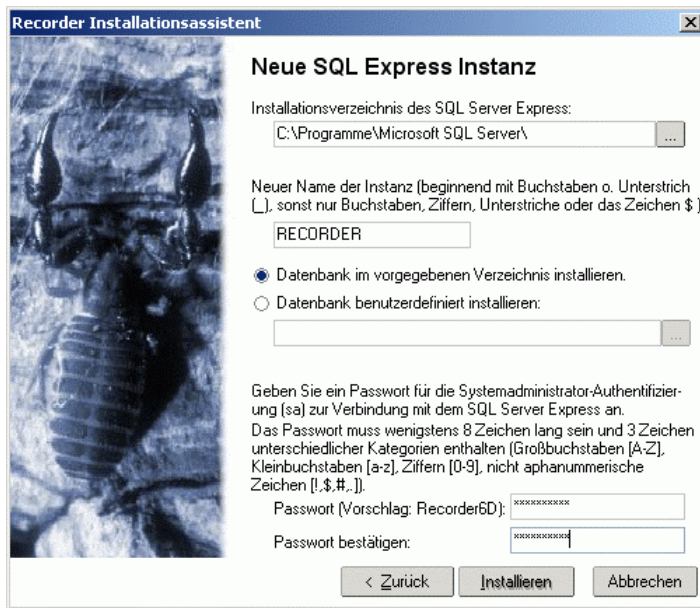 Recorder Installationsassistent
Neue SQL Express Instanz
Installationsverzeichnis des SQL Server Express:
C:\Programme\Microsoft SQL Server\
...
Neuer Name der Instanz (beginnend mit Buchstaben o. Unterstrich
(_), sonst nur Buchstaben, Ziffern, Unterstriche oder das Zeichen $ )
RECORDER
Datenbank im vorgegebenen Verzeichnis installieren.
Datenbank benutzerdefiniert installieren:
...
Geben Sie ein Passwort für die Systemadministrator-Authentifizier-
ung (sa) zur Verbindung mit dem SQL Server Express an.
Das Passwort muss wenigstens 8 Zeichen lang sein und 3 Zeichen
unterschiedlicher Kategorien enthalten (Großbuchstaben [A-Z],
Kleinbuchstaben [a-z], Ziffern [0-9], nicht aphanummerische
Zeichen [!,$,#,.]).
Passwort (Vorschlag: Recorder6D): **********
Passwort bestätigen: **********
< Zurück Installieren Abbrechen